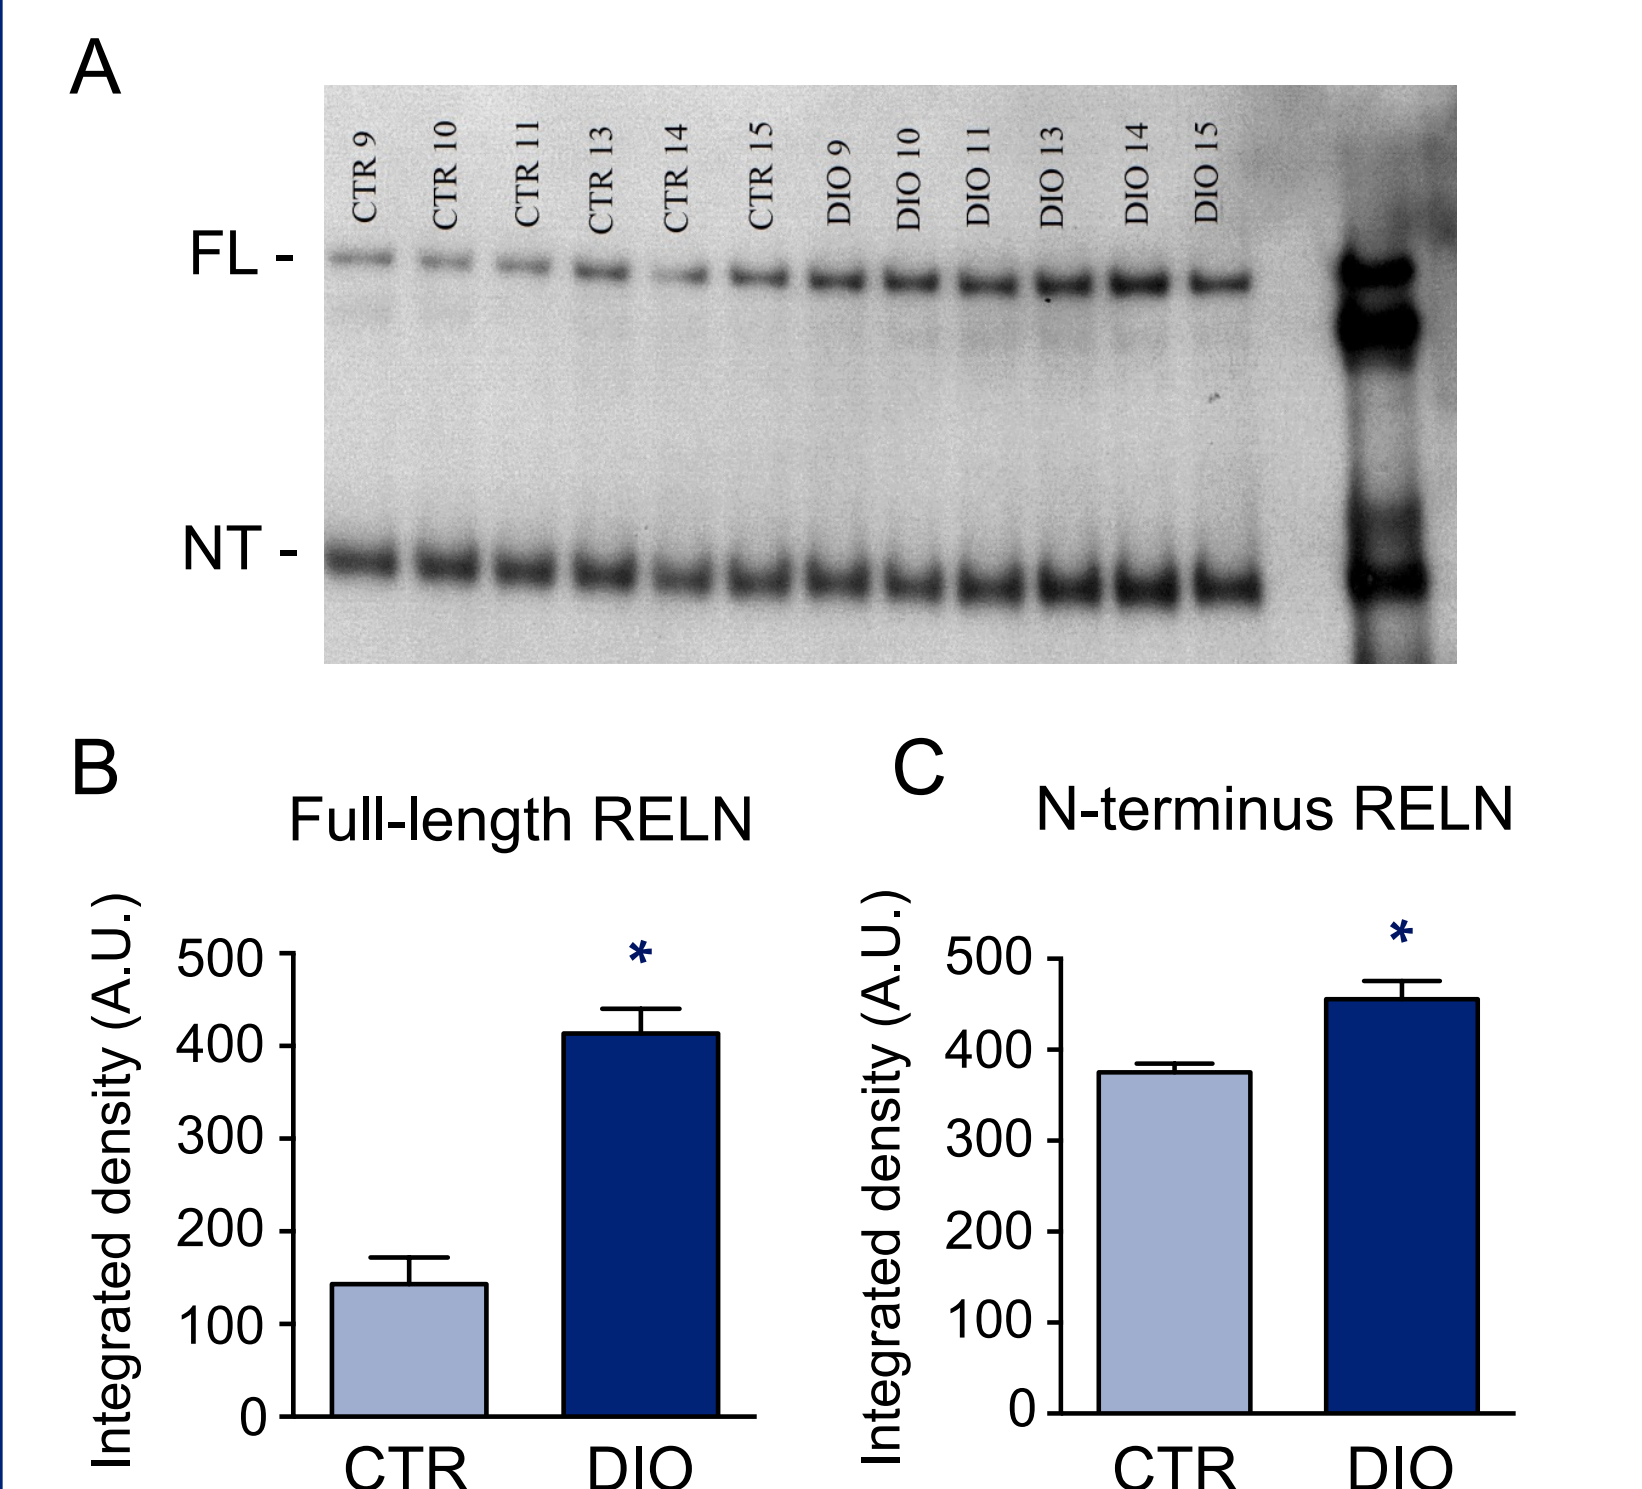 A
CTR 9
CTR 10
CTR 11
CTR 13
CTR 14
CTR 15
DIO 9
DIO 10
DIO 11
DIO 13
DIO 14
DIO 15
FL -
NT -
B
Full-length RELN
Integrated density (A.U.)
500
400
300
200
100
0
*
CTR
DIO
C
N-terminus RELN
Integrated density (A.U.)
500
400
300
200
100
0
*
CTR
DIO